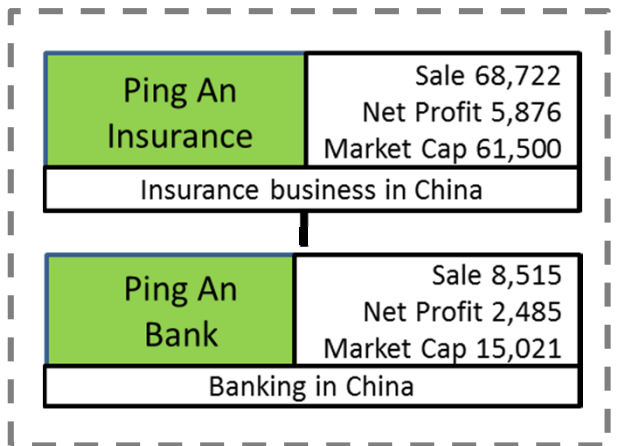 Ping An
Insurance
Sale 68,722
Net Profit 5,876
Market Cap 61,500
Insurance business in China
Ping An
Bank
Sale 8,515
Net Profit 2,485
Market Cap 15,021
Banking in China